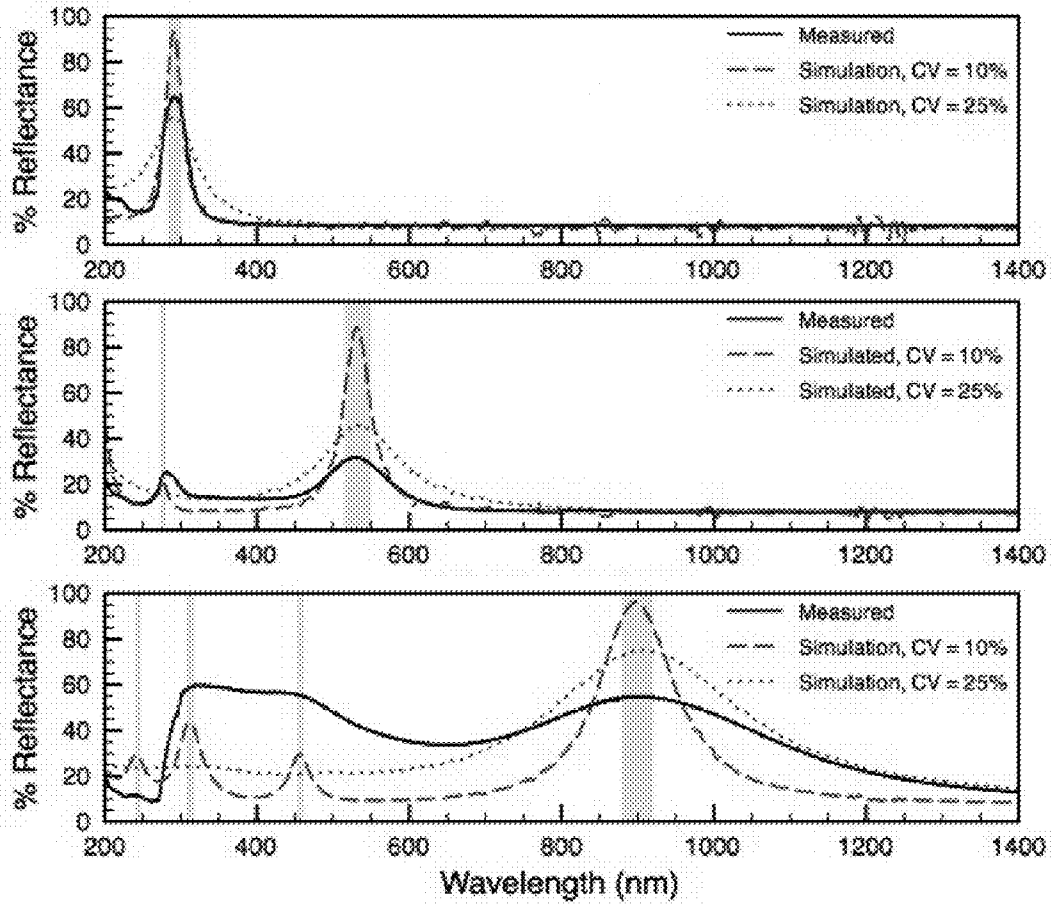 % Reflectance
100
80
60
40
20
0
Measured
Simulation, CV = 10%
Simulation, CV = 25%
200 400 600 800 1000 1200 1400
% Reflectance
100
80
60
40
20
0
Measured
Simulated, CV = 10%
Simulated, CV = 25%
200 400 600 800 1000 1200 1400
% Reflectance
100
80
60
40
20
0
Measured
Simulation, CV = 10%
Simulation, CV = 25%
200 400 600 800 1000 1200 1400
Wavelength (nm)